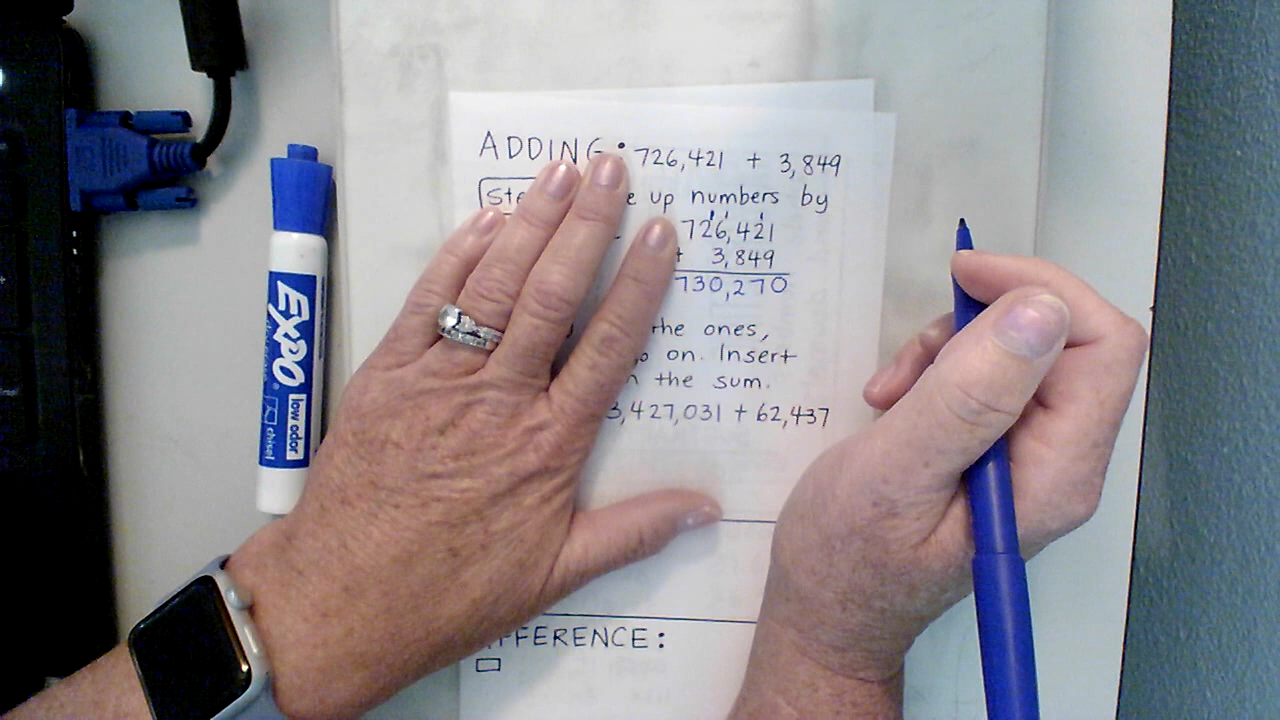 ADDING: 726,421 + 3,849
up numbers by
726,421
3,849
730,270
the ones,
on. Insert
the sum.
3,427,031 + 62,437
FFERENCE:
EXPO
low odor
chisel